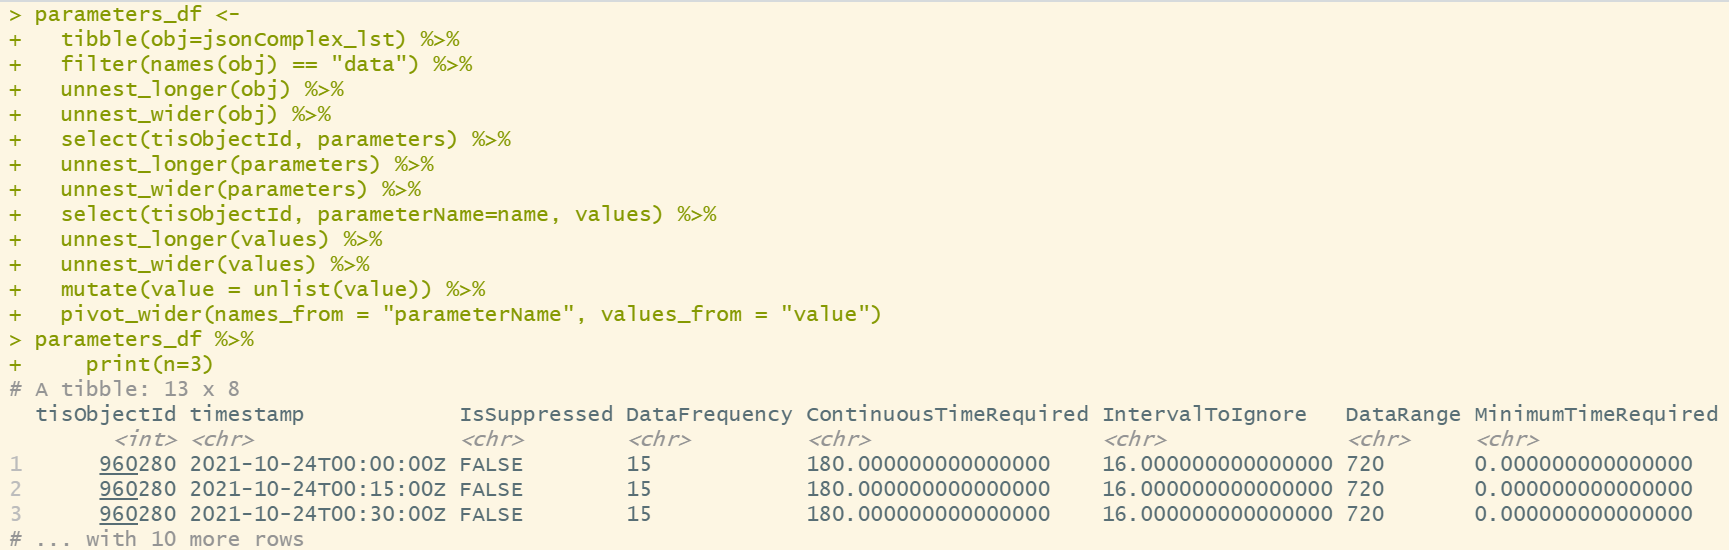 > parameters_df <-
+   tibble(obj=jsonComplex_lst) %>%
+   filter(names(obj) == "data") %>%
+   unnest_longer(obj) %>%
+   unnest_wider(obj) %>%
+   select(tisObjectId, parameters) %>%
+   unnest_longer(parameters) %>%
+   unnest_wider(parameters) %>%
+   select(tisObjectId, parameterName=name, values) %>%
+   unnest_longer(values) %>%
+   unnest_wider(values) %>%
+   mutate(value = unlist(value)) %>%
+   pivot_wider(names_from = "parameterName", values_from = "value")
> parameters_df %>%
+     print(n=3)
# A tibble: 13 x 8
  tisObjectId timestamp            IsSuppressed DataFrequency ContinuousTimeRequired IntervalToIgnore   DataRange MinimumTimeRequired
        <int> <chr>                <chr>        <chr>         <chr>                  <chr>              <chr>     <chr>
1      960280 2021-10-24T00:00:00Z FALSE        15            180.000000000000000    16.000000000000000 720       0.000000000000000
2      960280 2021-10-24T00:15:00Z FALSE        15            180.000000000000000    16.000000000000000 720       0.000000000000000
3      960280 2021-10-24T00:30:00Z FALSE        15            180.000000000000000    16.000000000000000 720       0.000000000000000
# ... with 10 more rows